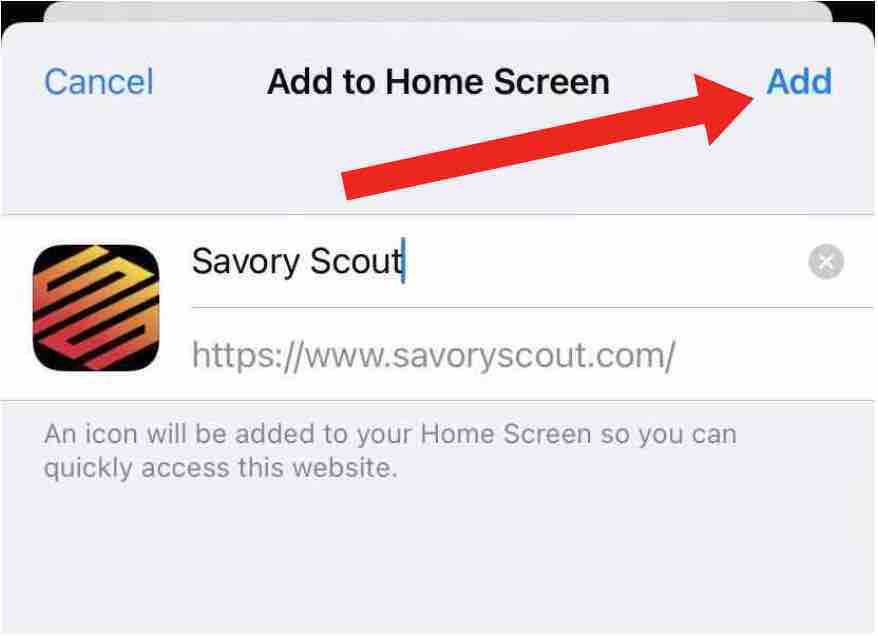 Cancel
Add to Home Screen
Add
Savory Scout
https://www.savoryscout.com/
An icon will be added to your Home Screen so you can
quickly access this website.